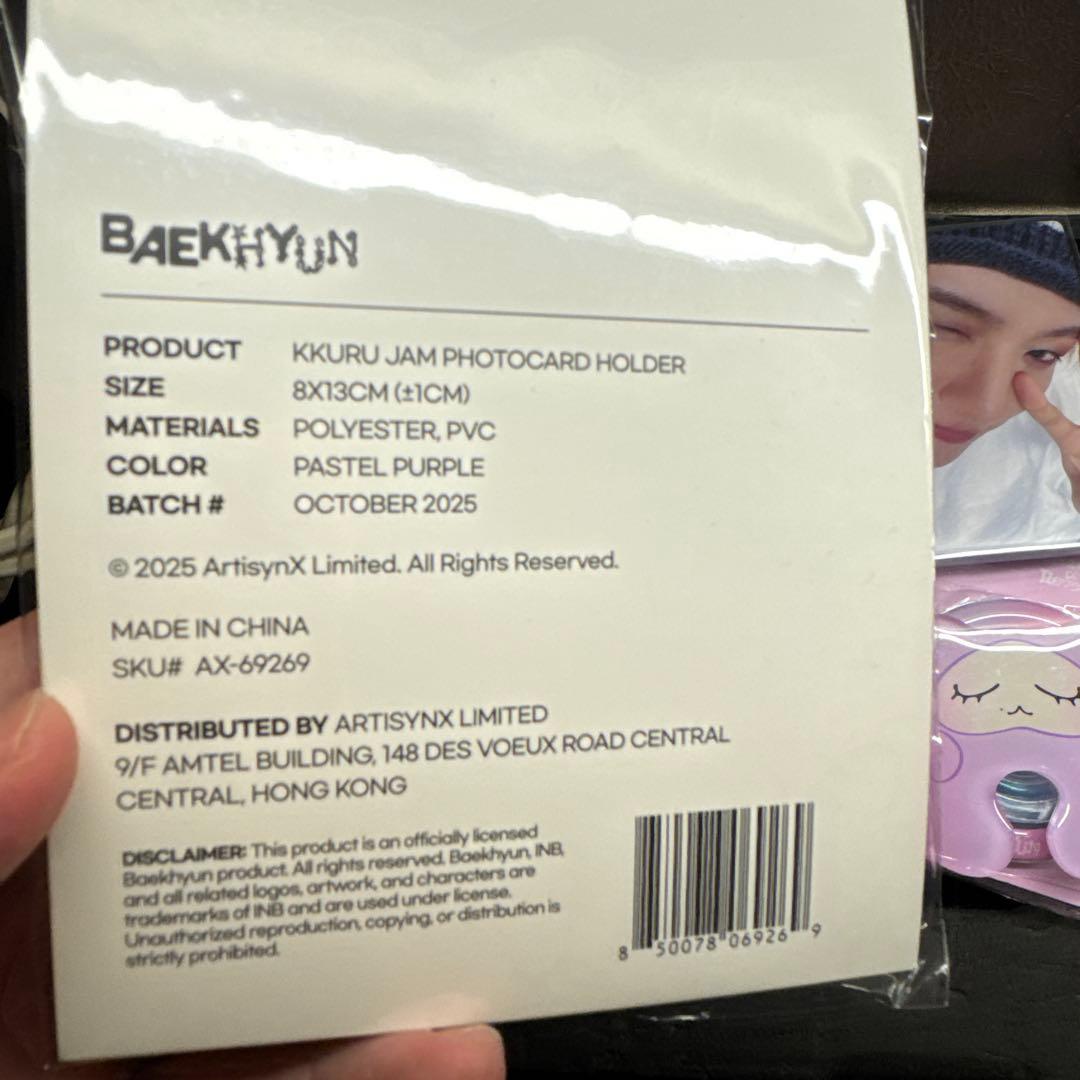 BAEKHYUN
PRODUCT KKURU JAM PHOTOCARD HOLDER
SIZE 8X13CM (±1CM)
MATERIALS POLYESTER, PVC
COLOR PASTEL PURPLE
BATCH # OCTOBER 2025
© 2025 ArtisynX Limited. All Rights Reserved.
MADE IN CHINA
SKU# AX-69269
DISTRIBUTED BY ARTISYNX LIMITED
9/F AMTEL BUILDING, 148 DES VOEUX ROAD CENTRAL
CENTRAL, HONG KONG
DISCLAIMER: This product is an officially licensed
Baekhyun product. All rights reserved. Baekhyun, INB,
and all related logos, artwork, and characters are
trademarks of INB and are used under license.
Unauthorized reproduction, copying, or distribution is
strictly prohibited.
8 50078 06926 9